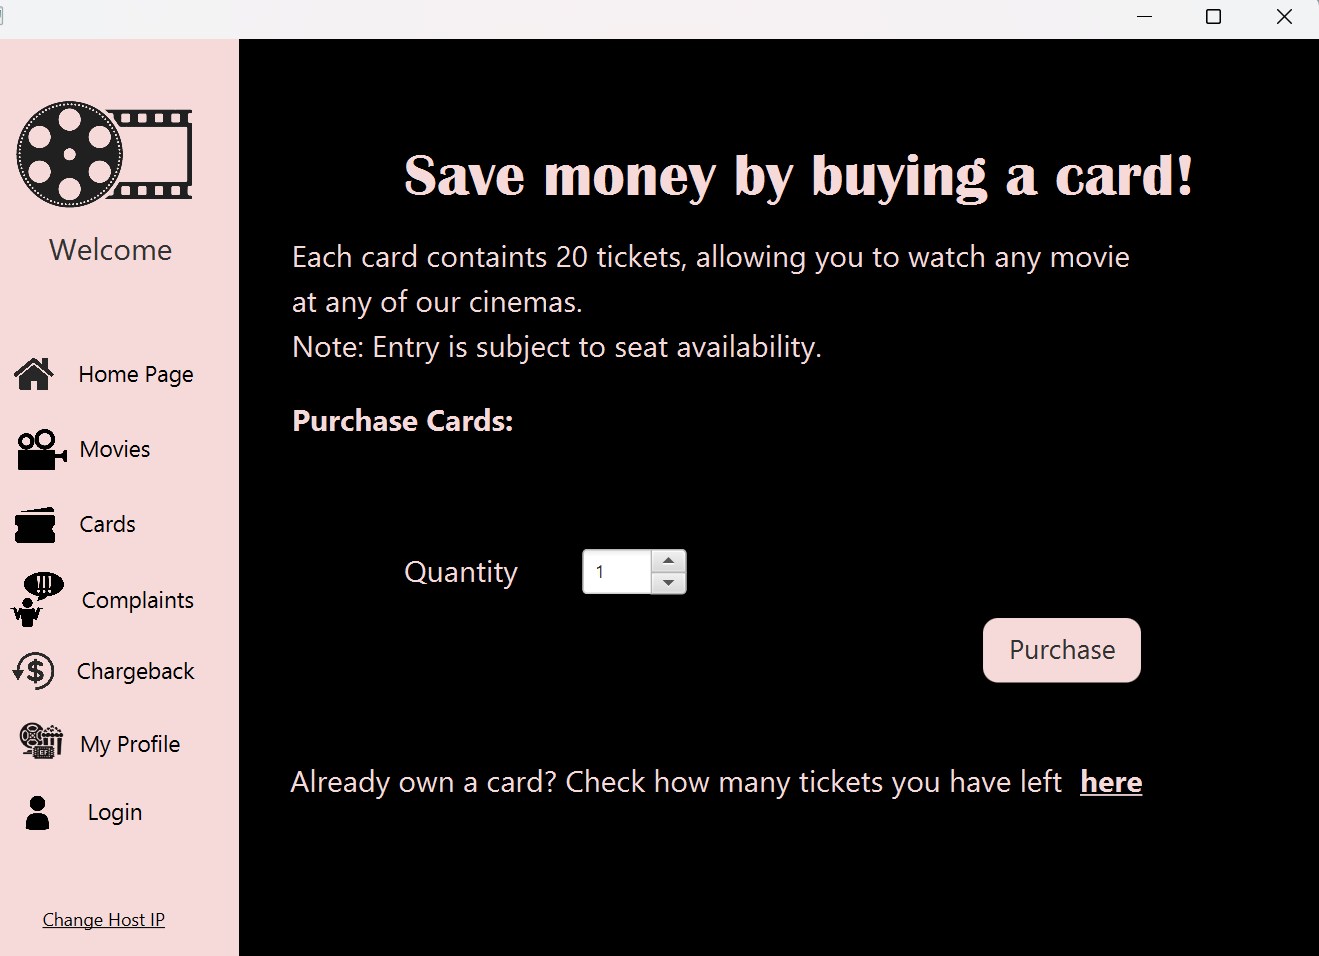 Welcome
Home Page
Movies
Cards
Complaints
Chargeback
My Profile
Login
Change Host IP
Save money by buying a card!
Each card containts 20 tickets, allowing you to watch any movie
at any of our cinemas.
Note: Entry is subject to seat availability.
Purchase Cards:
Quantity 1
Purchase
Already own a card? Check how many tickets you have left here